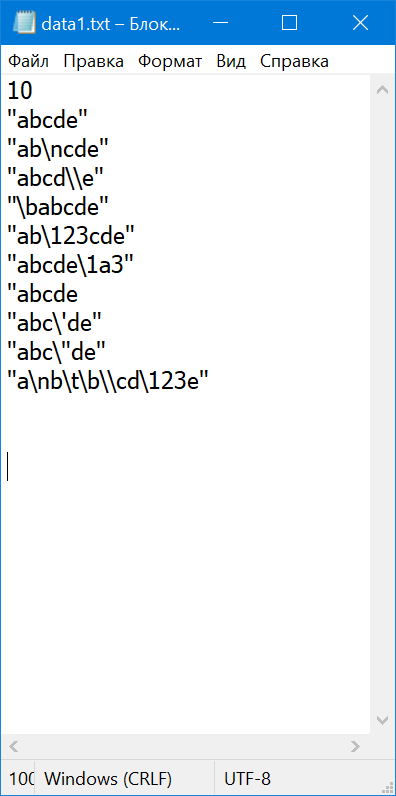 data1.txt – Блок...
Файл Правка Формат Вид Справка
10
"abcde"
"ab\ncde"
"abcd\\e"
"\babcde"
"ab\123cde"
"abcde\1a3"
"abcde
"abc\'de"
"abc\"de"
"a\nb\t\b\\cd\123e"
100 Windows (CRLF) UTF-8